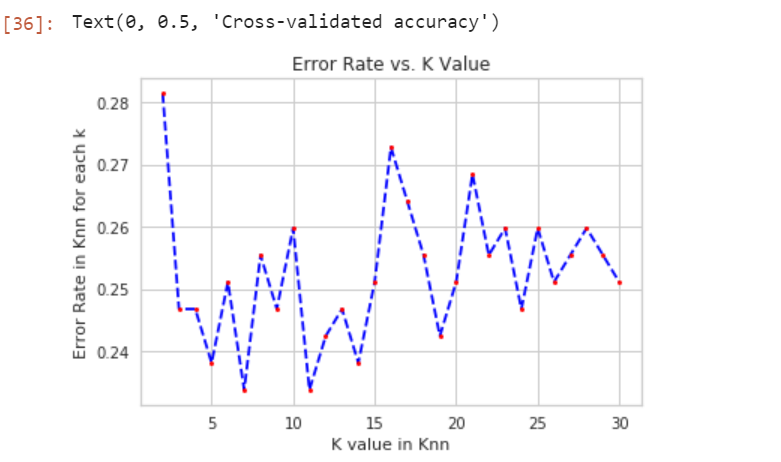 [36]: Text(0, 0.5, 'Cross-validated accuracy')
Error Rate vs. K Value
Error Rate in Knn for each k
0.28
0.27
0.26
0.25
0.24
5 10 15 20 25 30
K value in Knn